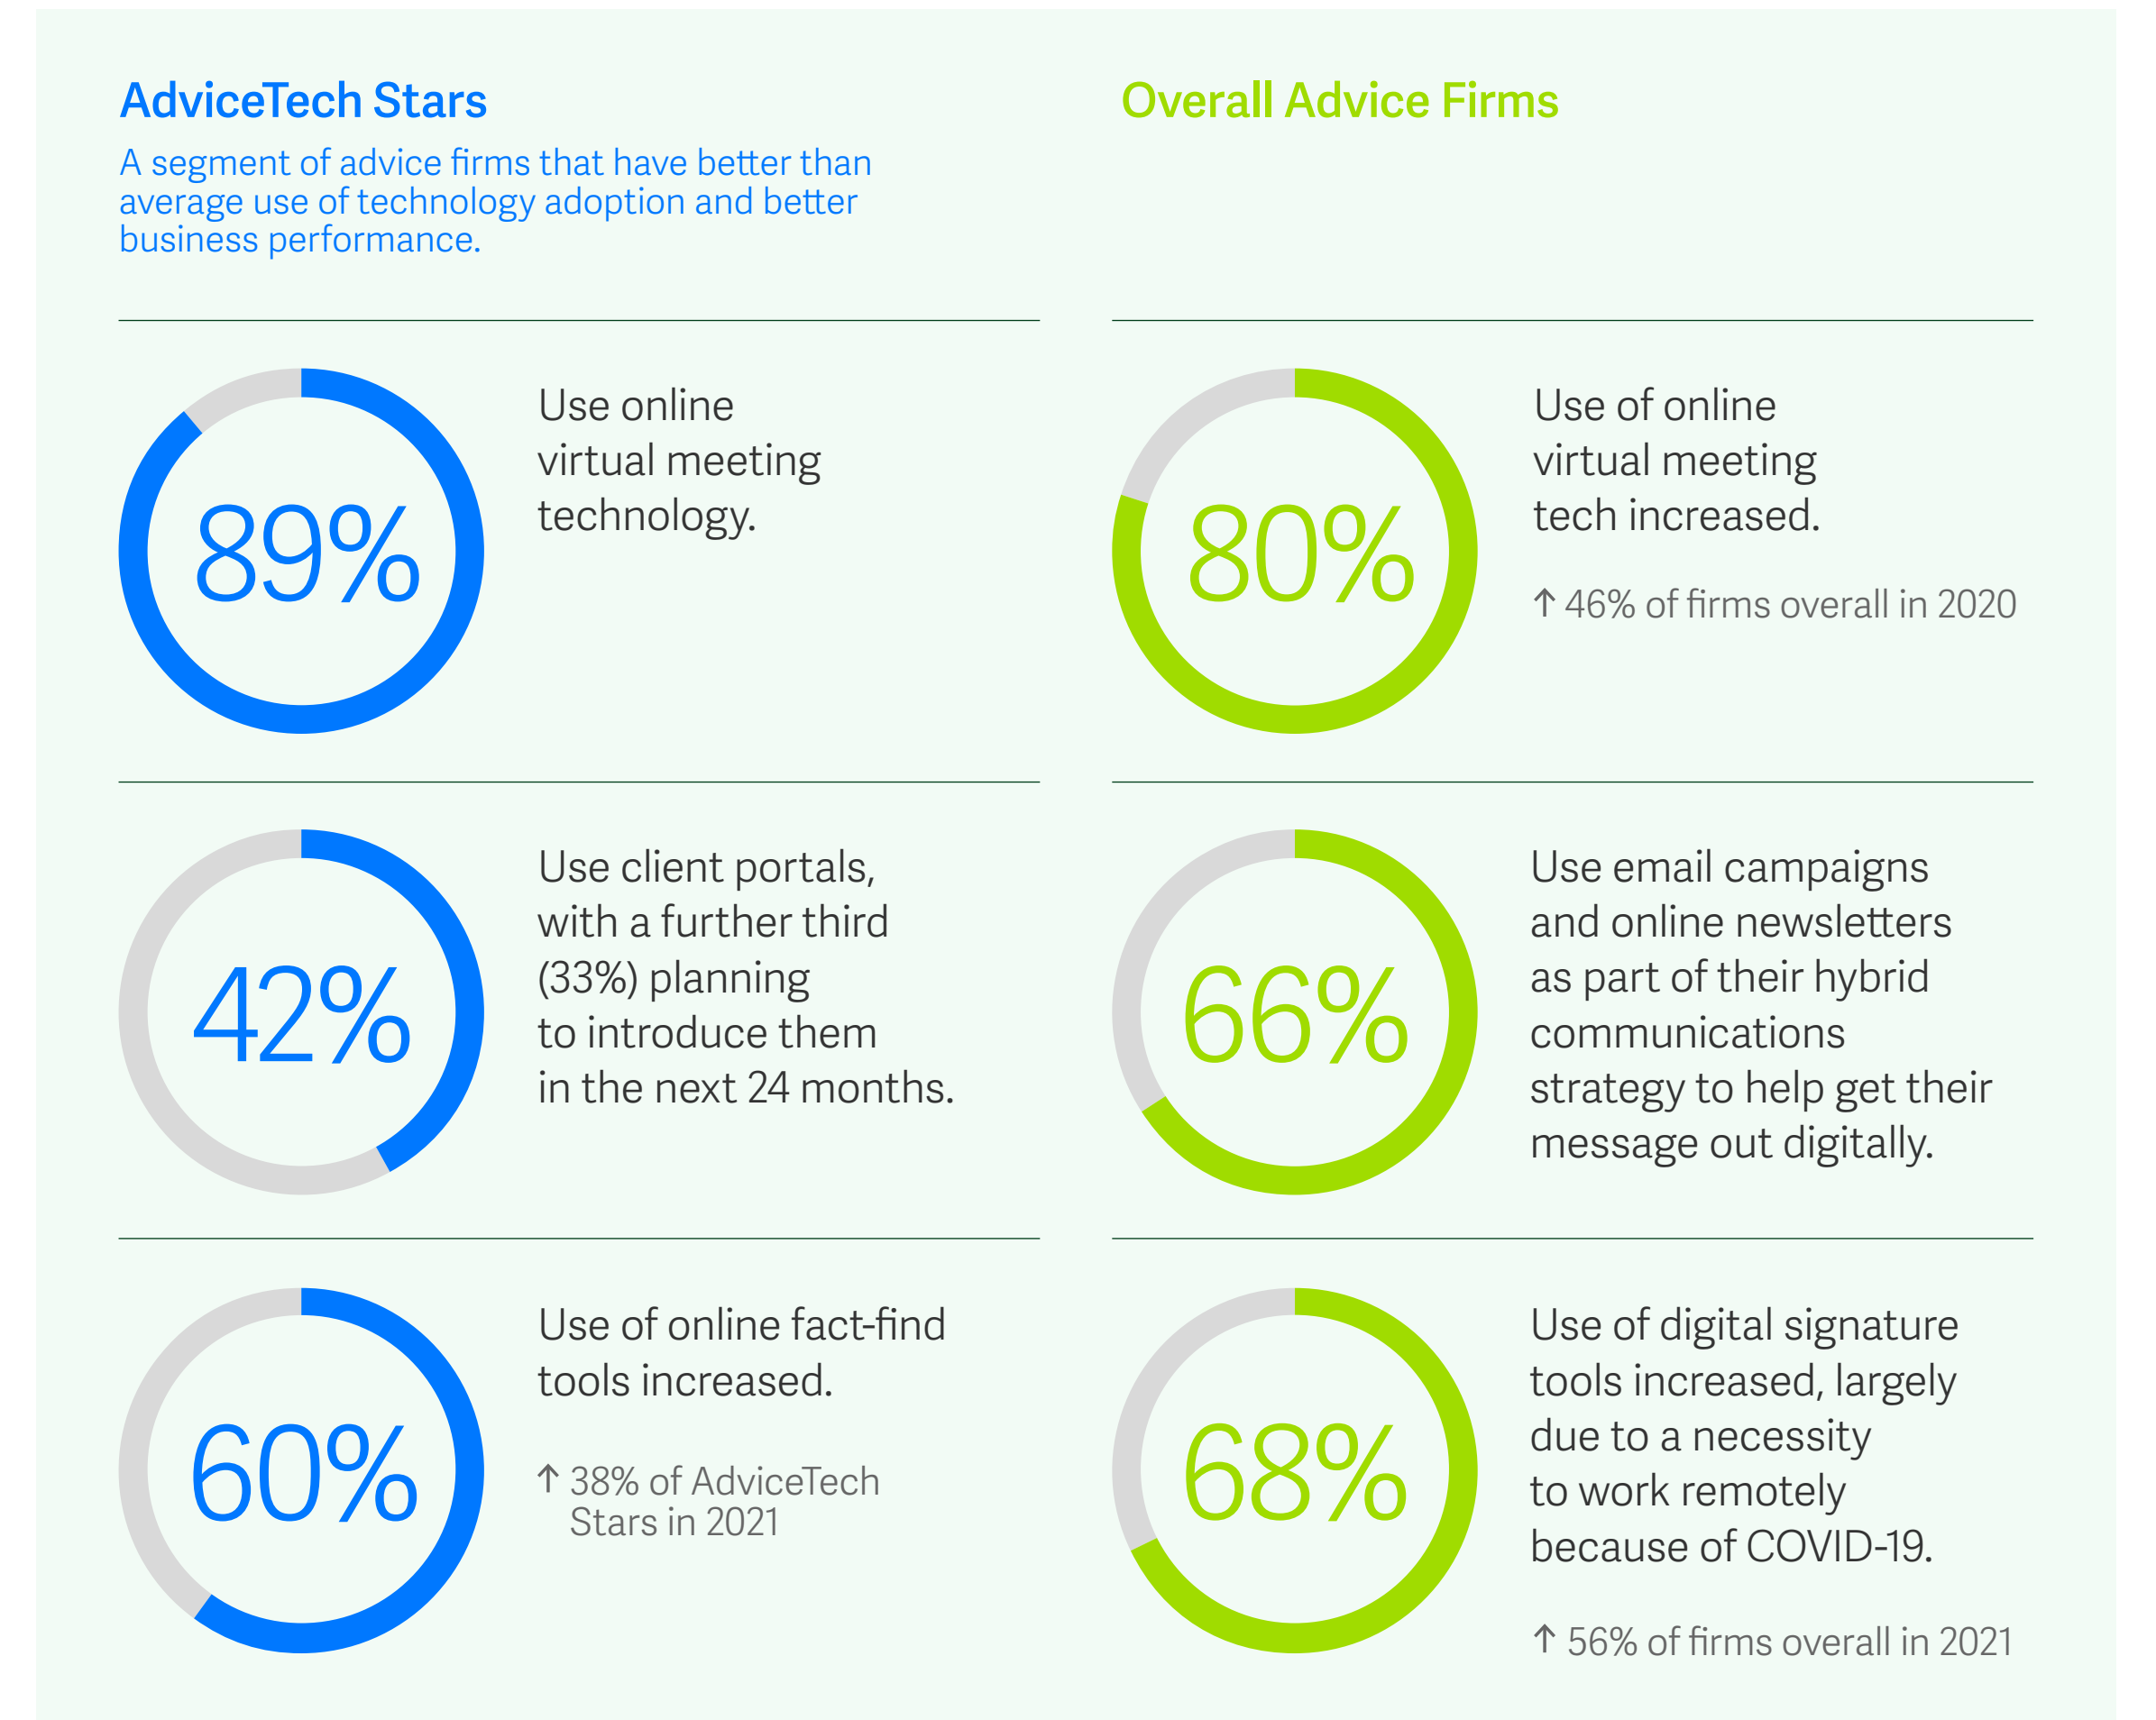 AdviceTech Stars
A segment of advice firms that have better than
average use of technology adoption and better
business performance.
89%
Use online
virtual meeting
technology.
42%
Use client portals,
with a further third
(33%) planning
to introduce them
in the next 24 months.
60%
Use of online fact-find
tools increased.
↑ 38% of AdviceTech
Stars in 2021
Overall Advice Firms
80%
Use of online
virtual meeting
tech increased.
↑ 46% of firms overall in 2020
66%
Use email campaigns
and online newsletters
as part of their hybrid
communications
strategy to help get their
message out digitally.
68%
Use of digital signature
tools increased, largely
due to a necessity
to work remotely
because of COVID-19.
↑ 56% of firms overall in 2021